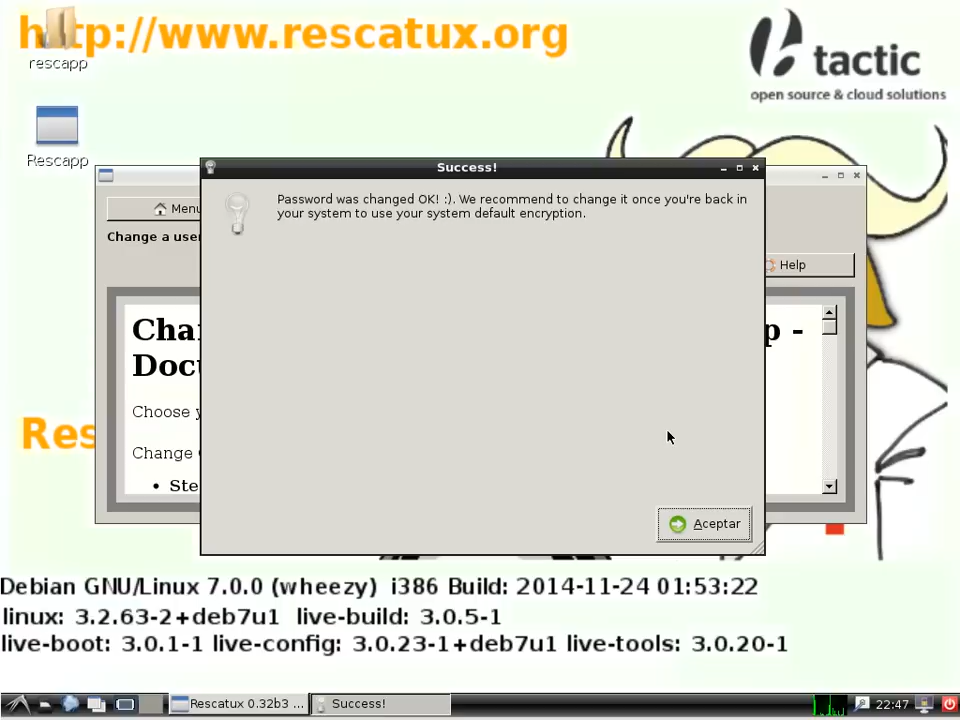 http://www.rescatux.org
tactic
open source & cloud solutions
rescapp
Rescapp
Success!
Password was changed OK! :). We recommend to change it once you're back in
your system to use your system default encryption.
Menu
Change a use
Help
Cha
p -
Docu
Choose y
Change
• Ste
Res
Aceptar
Debian GNU/Linux 7.0.0 (wheezy) i386 Build: 2014-11-24 01:53:22
linux: 3.2.63-2+deb7u1 live-build: 3.0.5-1
live-boot: 3.0.1-1 live-config: 3.0.23-1+deb7u1 live-tools: 3.0.20-1
Rescatux 0.32b3 ...
Success!
22:47